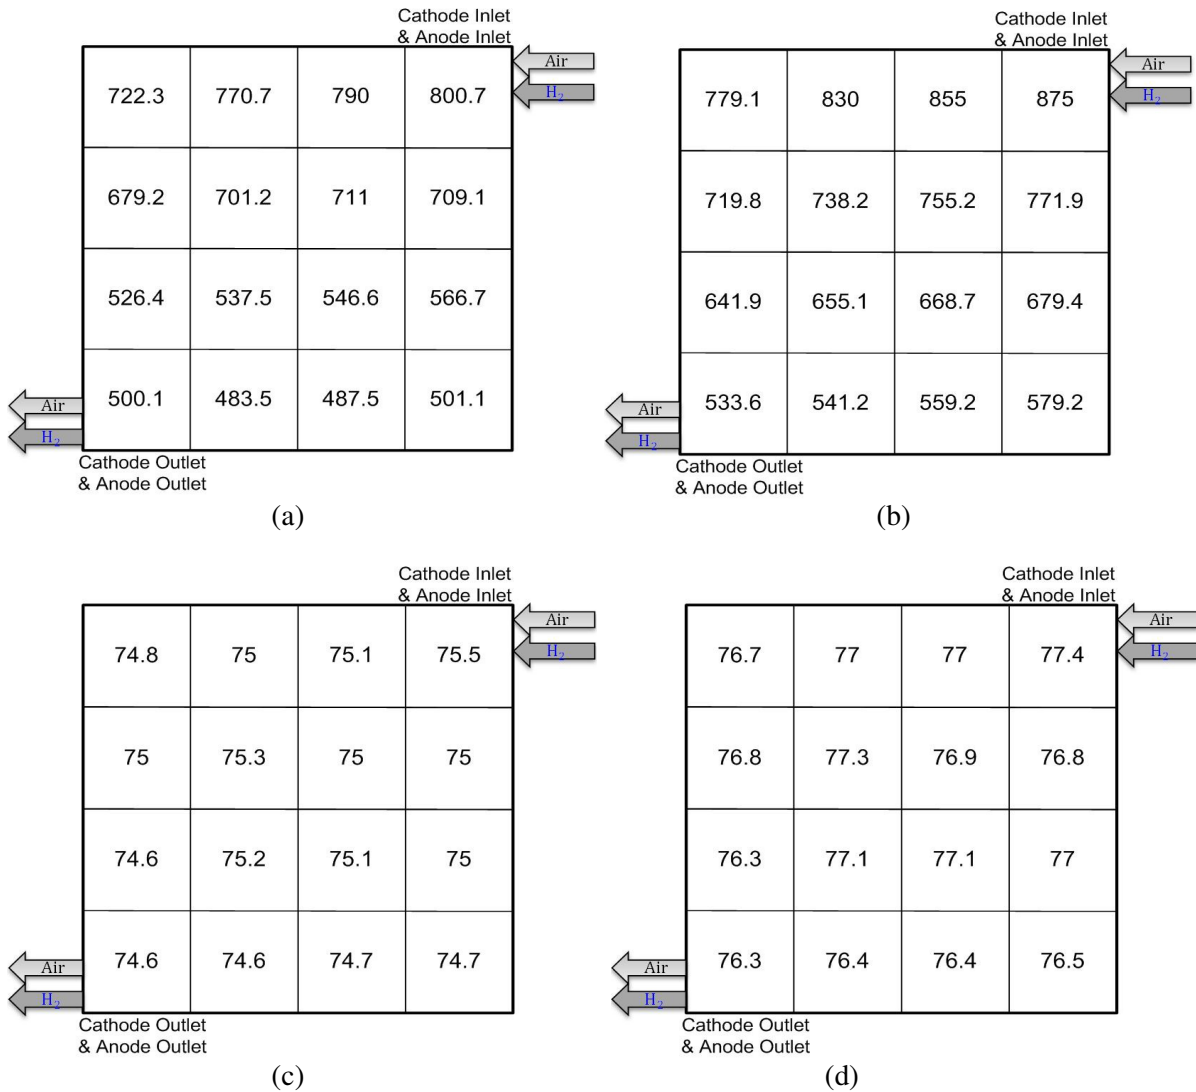 Cathode Inlet
& Anode Inlet
Air
H₂
722.3 770.7 790 800.7
679.2 701.2 711 709.1
526.4 537.5 546.6 566.7
500.1 483.5 487.5 501.1
Air
H₂
Cathode Outlet
& Anode Outlet
(a)
Cathode Inlet
& Anode Inlet
Air
H₂
779.1 830 855 875
719.8 738.2 755.2 771.9
641.9 655.1 668.7 679.4
533.6 541.2 559.2 579.2
Air
H₂
Cathode Outlet
& Anode Outlet
(b)
Cathode Inlet
& Anode Inlet
Air
H₂
74.8 75 75.1 75.5
75 75.3 75 75
74.6 75.2 75.1 75
74.6 74.6 74.7 74.7
Air
H₂
Cathode Outlet
& Anode Outlet
(c)
Cathode Inlet
& Anode Inlet
Air
H₂
76.7 77 77 77.4
76.8 77.3 76.9 76.8
76.3 77.1 77.1 77
76.3 76.4 76.4 76.5
Air
H₂
Cathode Outlet
& Anode Outlet
(d)